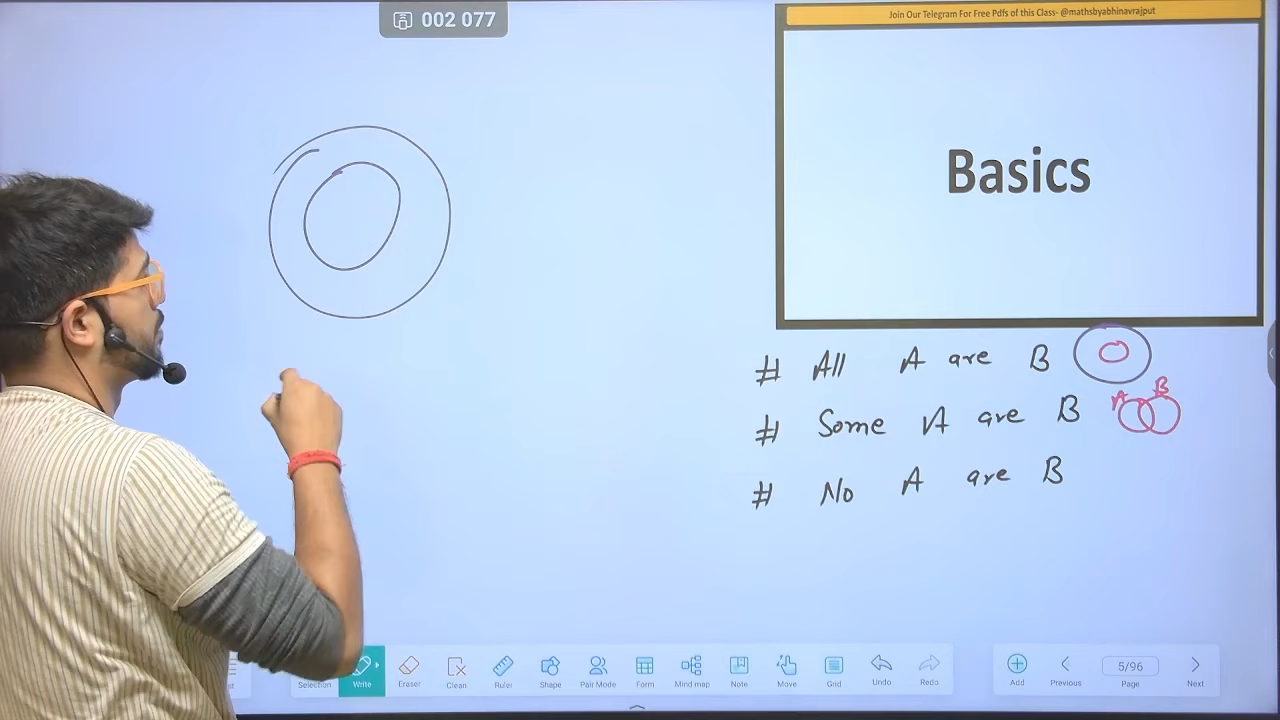 002 077
Join Our Telegram For Free Pdfs of this Class- @mathsbyabhinavrajput
Basics
# All A are B
A B
# Some A are B
# No A are B
Selection Write Eraser Clean Ruler Shape Pair Mode Form Mind map Note Move Grid Undo Redo
Add Previous 5/96 Page Next